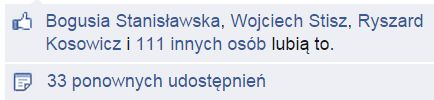 Bogusia Stanisławska, Wojciech Stisz, Ryszard
Kosowicz i 111 innych osób lubią to.
33 ponownych udostępnień